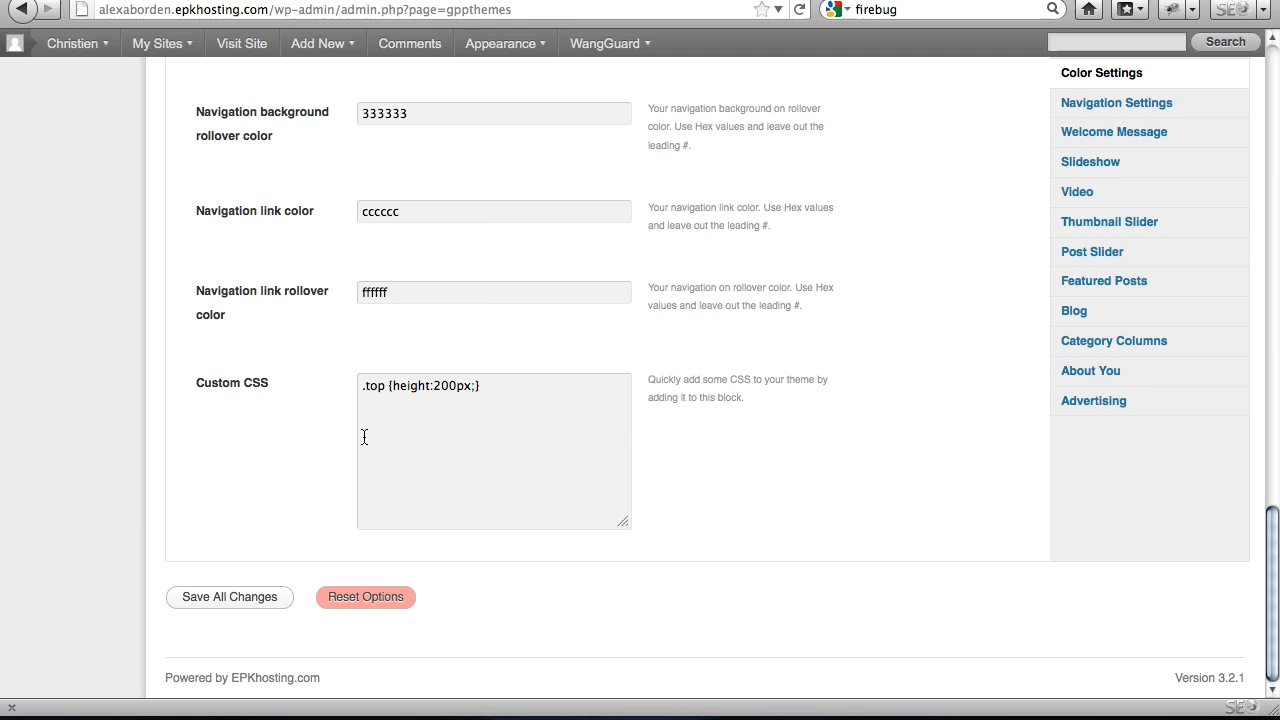 alexaborden.epkhosting.com/wp-admin/admin.php?page=gppthemes
firebug
SEO
Christien
My Sites
Visit Site
Add New
Comments
Appearance
WangGuard
Search
Navigation background
rollover color
333333
Your navigation background on rollover
color. Use Hex values and leave out the
leading #.
Navigation link color
cccccc
Your navigation link color. Use Hex values
and leave out the leading #.
Navigation link rollover
color
ffffff
Your navigation on rollover color. Use Hex
values and leave out the leading #.
Custom CSS
.top {height:200px;}
Quickly add some CSS to your theme by
adding it to this block.
Color Settings
Navigation Settings
Welcome Message
Slideshow
Video
Thumbnail Slider
Post Slider
Featured Posts
Blog
Category Columns
About You
Advertising
Save All Changes
Reset Options
Powered by EPKhosting.com
Version 3.2.1
SEO